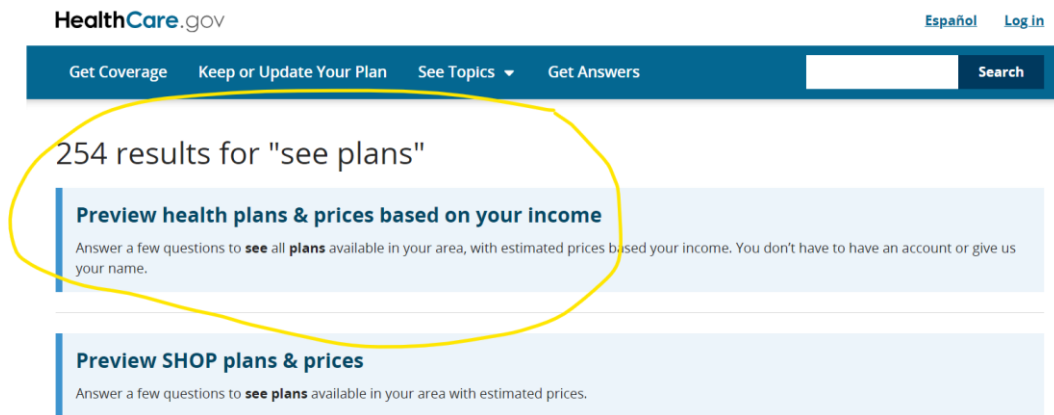 HealthCare.gov
Español Log in
Get Coverage Keep or Update Your Plan See Topics Get Answers Search
254 results for "see plans"
Preview health plans & prices based on your income
Answer a few questions to see all plans available in your area, with estimated prices based your income. You don't have to have an account or give us
your name.
Preview SHOP plans & prices
Answer a few questions to see plans available in your area with estimated prices.